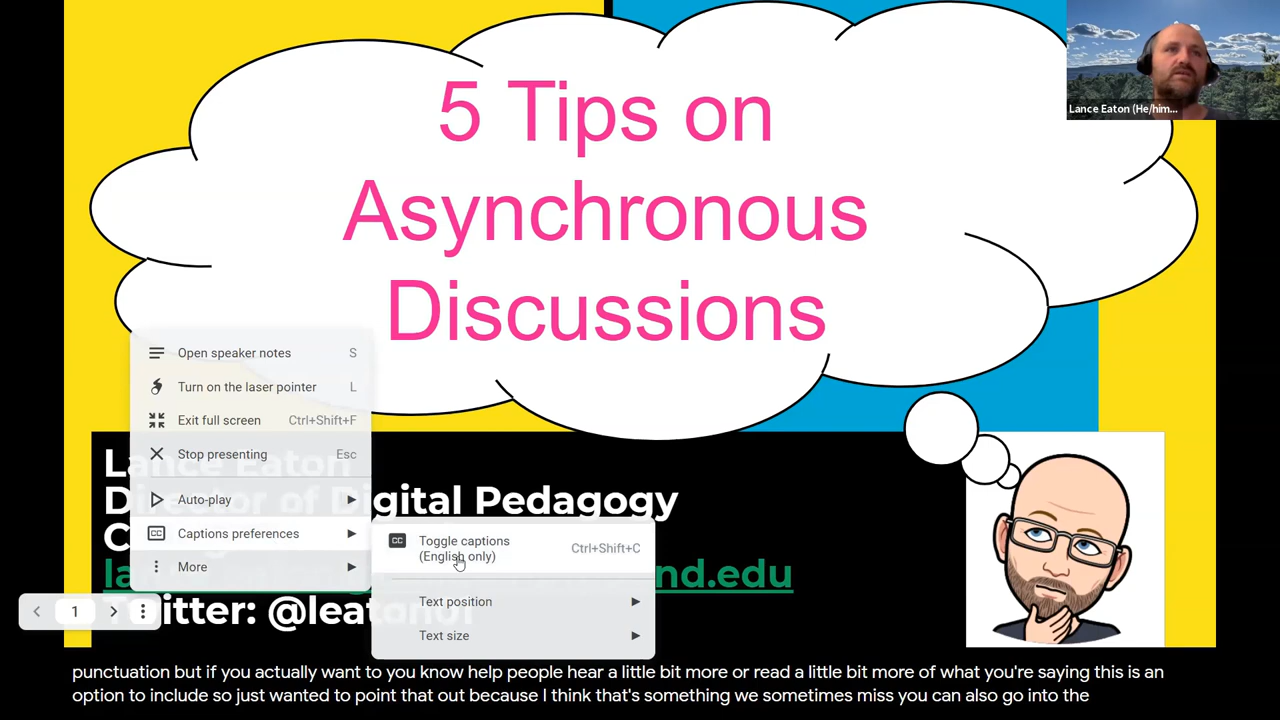 5 Tips on
Asynchronous
Discussions
Lance Eaton (He/him...
Open speaker notes S
Turn on the laser pointer L
Exit full screen Ctrl+Shift+F
Stop presenting Esc
Auto-play
Captions preferences
More
Toggle captions
(English only) Ctrl+Shift+C
Text position
Text size
Lance Eaton
Director of Digital Pedagogy
nd.edu
Twitter:
1
punctuation but if you actually want to you know help people hear a little bit more or read a little bit more of what you're saying this is an
option to include so just wanted to point that out because I think that's something we sometimes miss you can also go into the